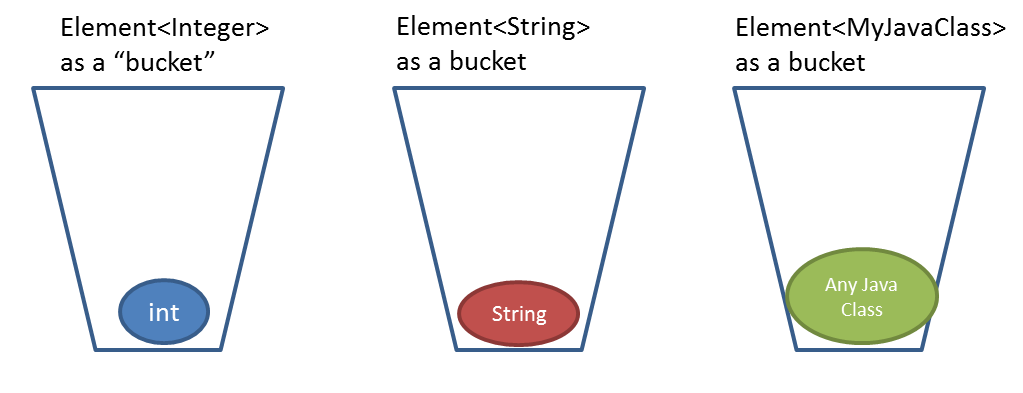 Element<Integer>
as a “bucket”
Element<String>
as a bucket
Element<MyJavaClass>
as a bucket
int
String
Any Java
Class